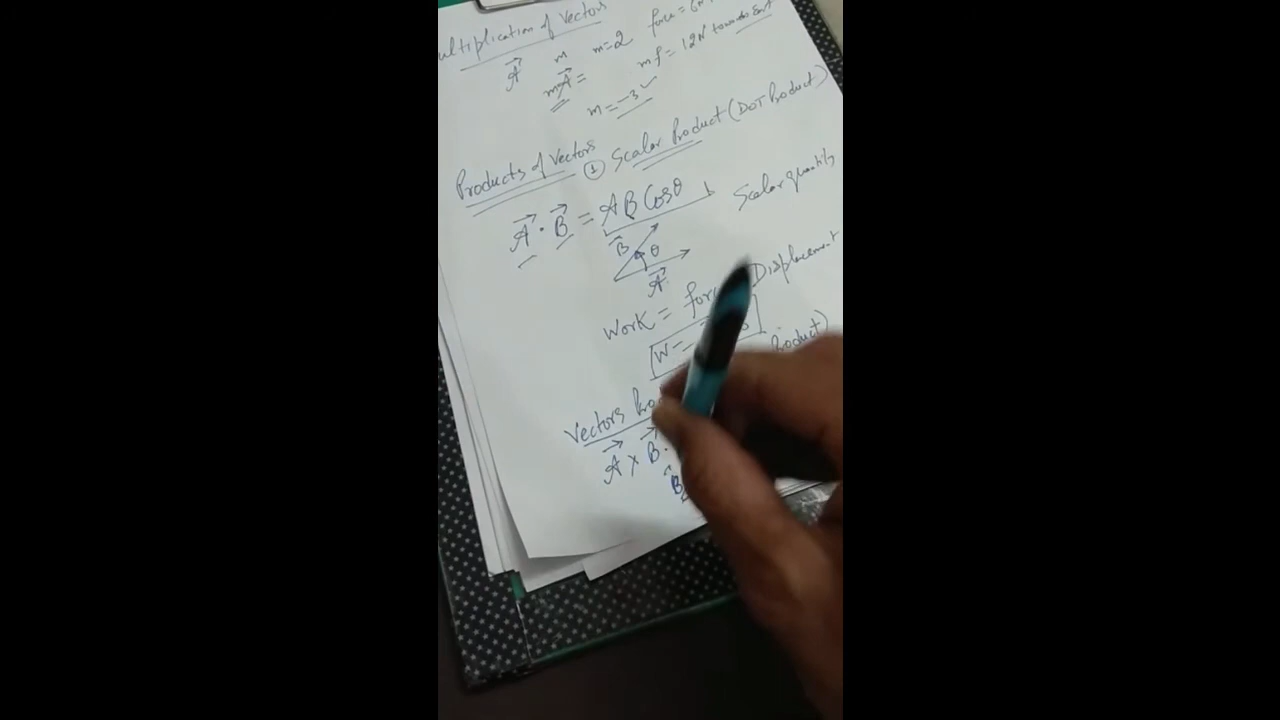 ultiplication of Vectors
A⃗ m m=2 force = 6N
mA⃗ = mf = 12N towards East
m = -3 ✓
Products of Vectors ① Scalar Product (DOT Product)
A⃗ · B⃗ = AB Cosθ Scalar quantity
B⃗ θ
A⃗
Work = Displacement
W =
Vectors Product)
A⃗ × B⃗
B